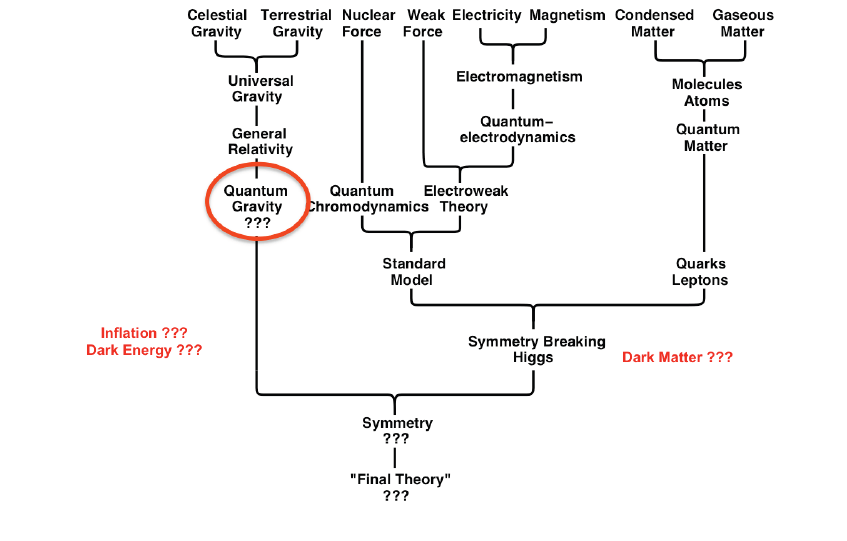 Celestial Gravity
Terrestrial Gravity
Nuclear Force
Weak Force
Electricity
Magnetism
Condensed Matter
Gaseous Matter
Universal Gravity
Electromagnetism
Molecules Atoms
General Relativity
Quantum–electrodynamics
Quantum Matter
Quantum Gravity ???
Quantum Chromodynamics
Electroweak Theory
Standard Model
Quarks Leptons
Inflation ???
Dark Energy ???
Symmetry Breaking Higgs
Dark Matter ???
Symmetry ???
"Final Theory" ???